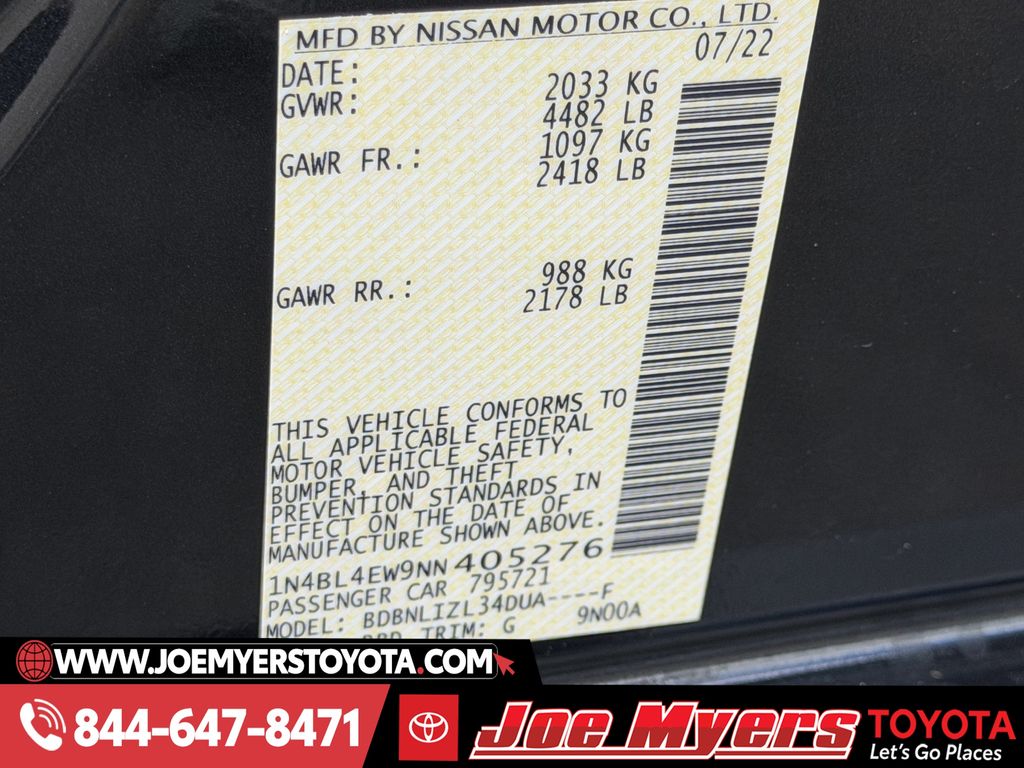 MFD BY NISSAN MOTOR CO., LTD.
DATE: 07/22
GVWR: 2033 KG
4482 LB
GAWR FR.: 1097 KG
2418 LB
GAWR RR.: 988 KG
2178 LB
THIS VEHICLE CONFORMS TO
ALL APPLICABLE FEDERAL
MOTOR VEHICLE SAFETY,
BUMPER, AND THEFT
PREVENTION STANDARDS IN
EFFECT ON THE DATE OF
MANUFACTURE SHOWN ABOVE.
1N4BL4EW9NN405276
PASSENGER CAR 795721
MODEL: BDBNLIZL34DUA----F
TRIM: G 9N00A
WWW.JOEMYERSTOYOTA.COM
844-647-8471
Joe Myers TOYOTA
Let's Go Places